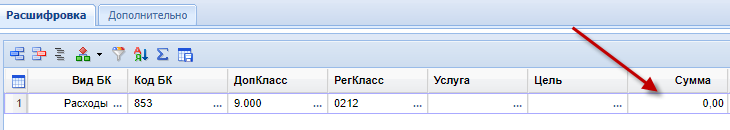 Расшифровка Дополнительно
Вид БК Код БК ДопКласс РегКласс Услуга Цель Сумма
1 Расходы ... 853 ... 9.000 ... 0212 ... ... ... 0,00